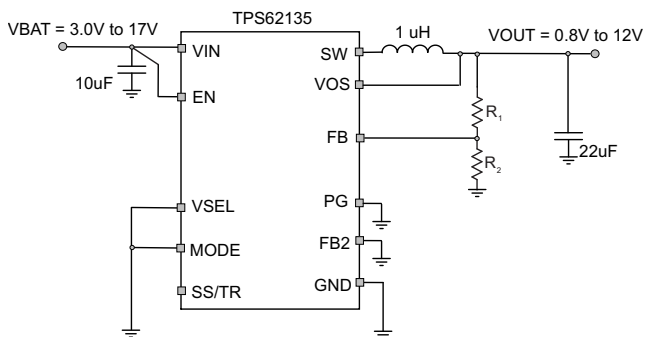 TPS62135
VBAT = 3.0V to 17V
VOUT = 0.8V to 12V
1 uH
VIN
SW
10uF
VOS
EN
R1
FB
22uF
R2
VSEL
PG
MODE
FB2
SS/TR
GND